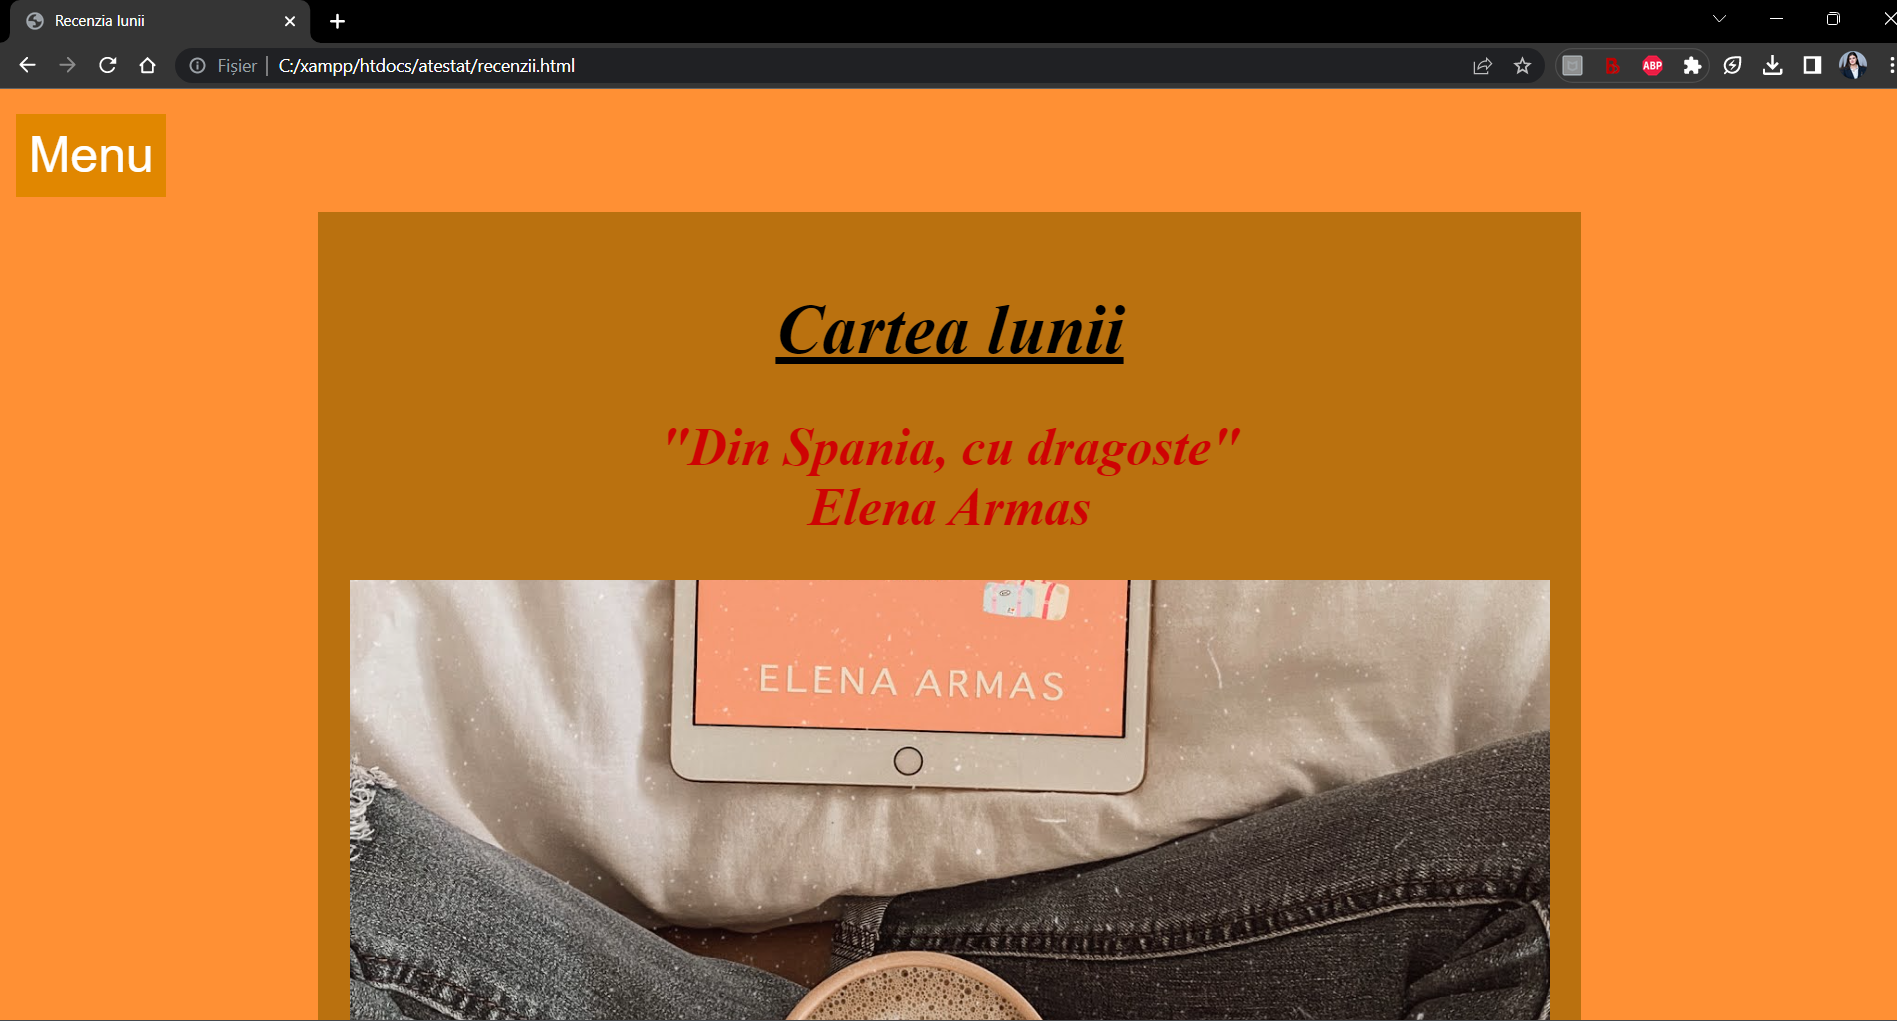 Recenzia lunii
Fișier
C:/xampp/htdocs/atestat/recenzii.html
ABP
Menu
Cartea lunii
"Din Spania, cu dragoste"
Elena Armas
ELENA ARMAS